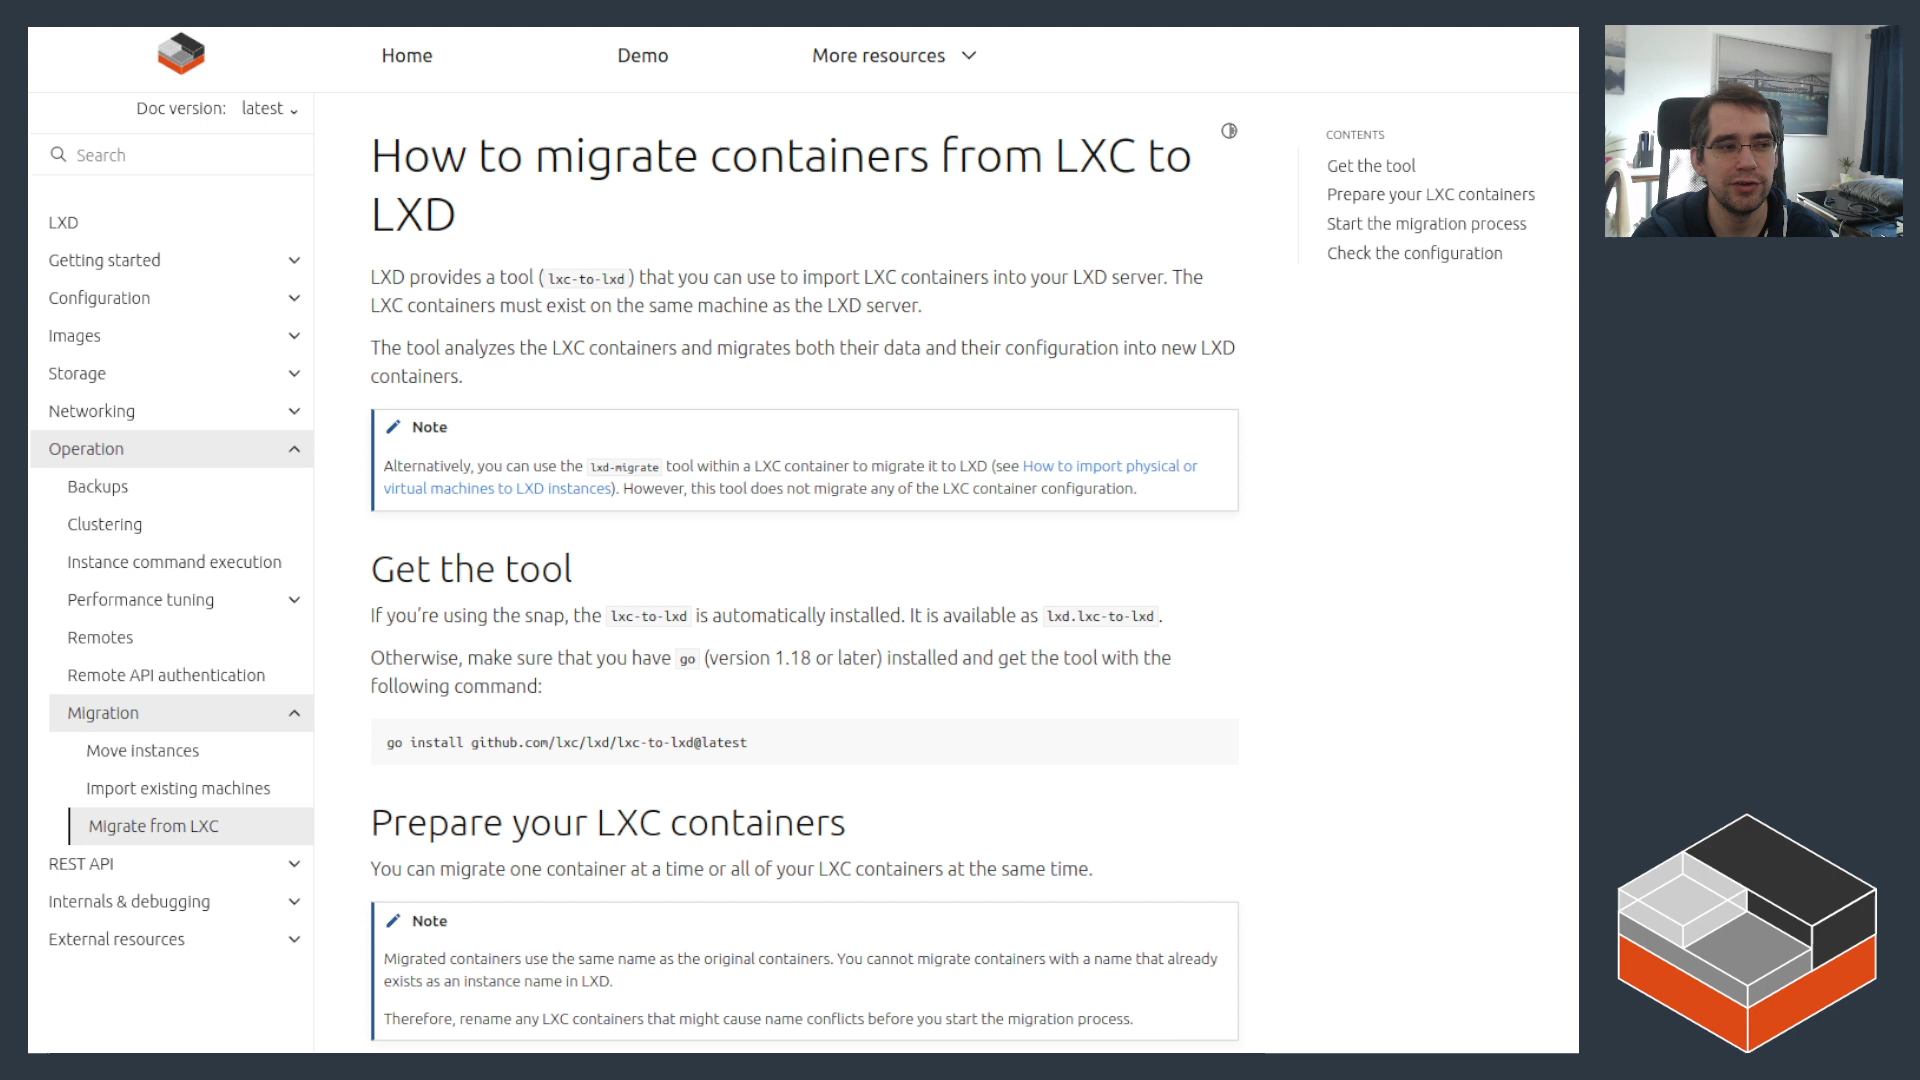 Home
Demo
More resources
Doc version: latest
Search
LXD
Getting started
Configuration
Images
Storage
Networking
Operation
Backups
Clustering
Instance command execution
Performance tuning
Remotes
Remote API authentication
Migration
Move instances
Import existing machines
Migrate from LXC
REST API
Internals & debugging
External resources
How to migrate containers from LXC to
LXD
LXD provides a tool (lxc-to-lxd) that you can use to import LXC containers into your LXD server. The
LXC containers must exist on the same machine as the LXD server.
The tool analyzes the LXC containers and migrates both their data and their configuration into new LXD
containers.
Note
Alternatively, you can use the lxd-migrate tool within a LXC container to migrate it to LXD (see How to import physical or
virtual machines to LXD instances). However, this tool does not migrate any of the LXC container configuration.
Get the tool
If you’re using the snap, the lxc-to-lxd is automatically installed. It is available as lxd.lxc-to-lxd.
Otherwise, make sure that you have go (version 1.18 or later) installed and get the tool with the
following command:
go install github.com/lxc/lxd/lxc-to-lxd@latest
Prepare your LXC containers
You can migrate one container at a time or all of your LXC containers at the same time.
Note
Migrated containers use the same name as the original containers. You cannot migrate containers with a name that already
exists as an instance name in LXD.
Therefore, rename any LXC containers that might cause name conflicts before you start the migration process.
CONTENTS
Get the tool
Prepare your LXC containers
Start the migration process
Check the configuration